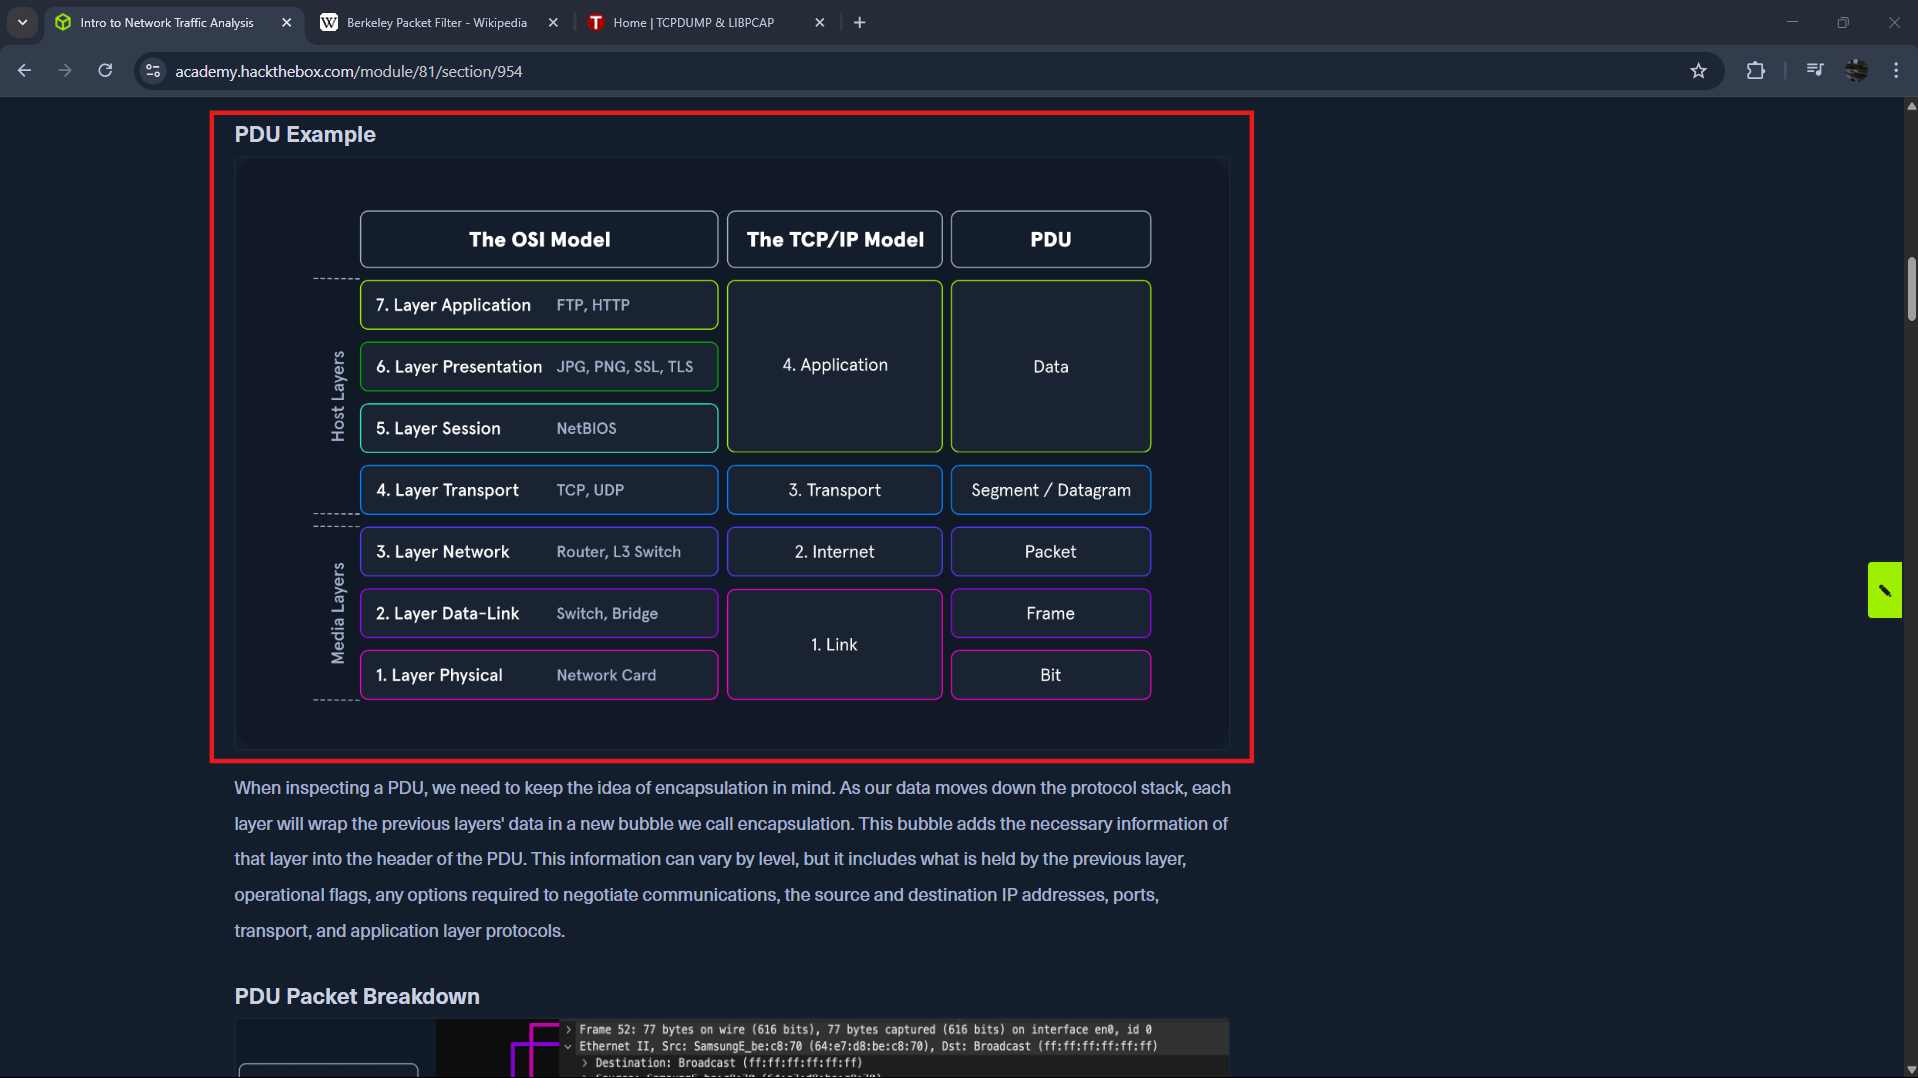 Intro to Network Traffic Analysis
Berkeley Packet Filter - Wikipedia
Home | TCPDUMP & LIBPCAP
academy.hackthebox.com/module/81/section/954
PDU Example
The OSI Model
The TCP/IP Model
PDU
Host Layers
7. Layer Application FTP, HTTP
6. Layer Presentation JPG, PNG, SSL, TLS
5. Layer Session NetBIOS
4. Application
Data
4. Layer Transport TCP, UDP
3. Transport
Segment / Datagram
Media Layers
3. Layer Network Router, L3 Switch
2. Internet
Packet
2. Layer Data-Link Switch, Bridge
Frame
1. Link
1. Layer Physical Network Card
Bit
When inspecting a PDU, we need to keep the idea of encapsulation in mind. As our data moves down the protocol stack, each
layer will wrap the previous layers' data in a new bubble we call encapsulation. This bubble adds the necessary information of
that layer into the header of the PDU. This information can vary by level, but it includes what is held by the previous layer,
operational flags, any options required to negotiate communications, the source and destination IP addresses, ports,
transport, and application layer protocols.
PDU Packet Breakdown
Frame 52: 77 bytes on wire (616 bits), 77 bytes captured (616 bits) on interface en0, id 0
Ethernet II, Src: SamsungE_be:c8:70 (64:e7:d8:be:c8:70), Dst: Broadcast (ff:ff:ff:ff:ff:ff)
Destination: Broadcast (ff:ff:ff:ff:ff:ff)